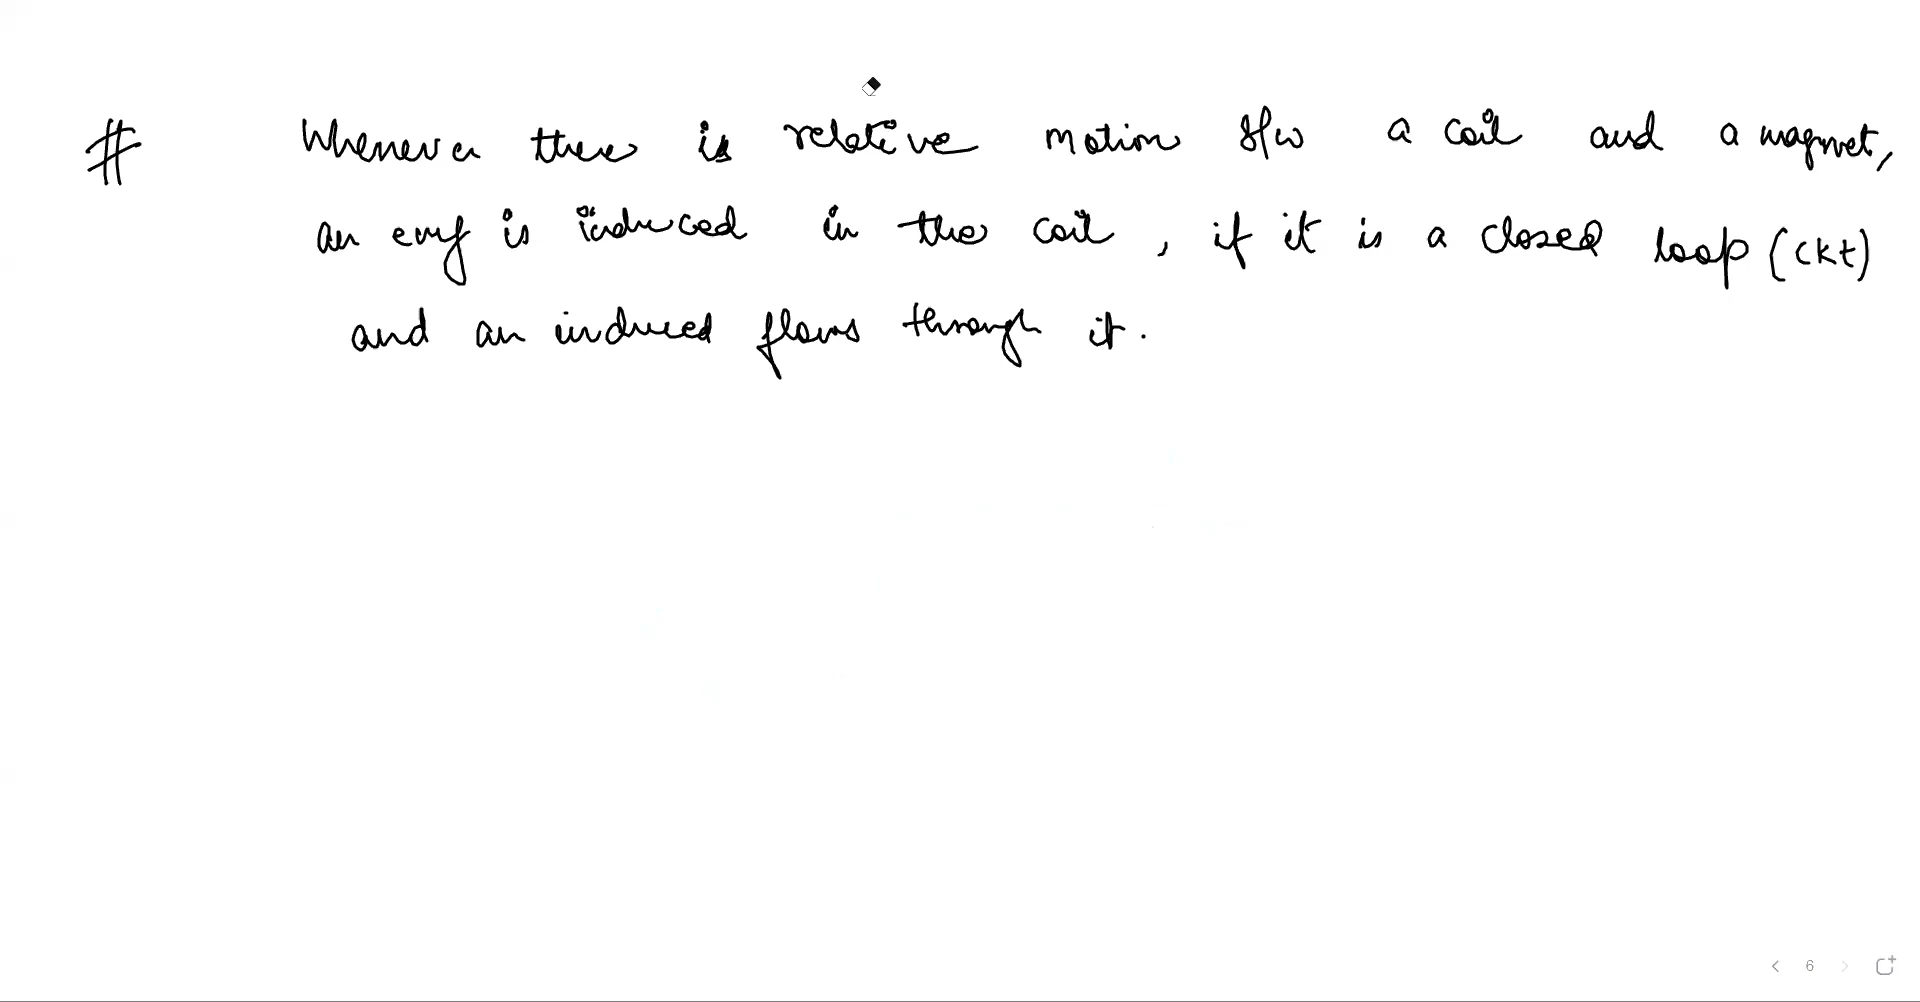 # Whenever there is relative motion b/w a coil and a magnet,
an emf is induced in the coil, if it is a closed loop (ckt)
and an induced flows through it.
6